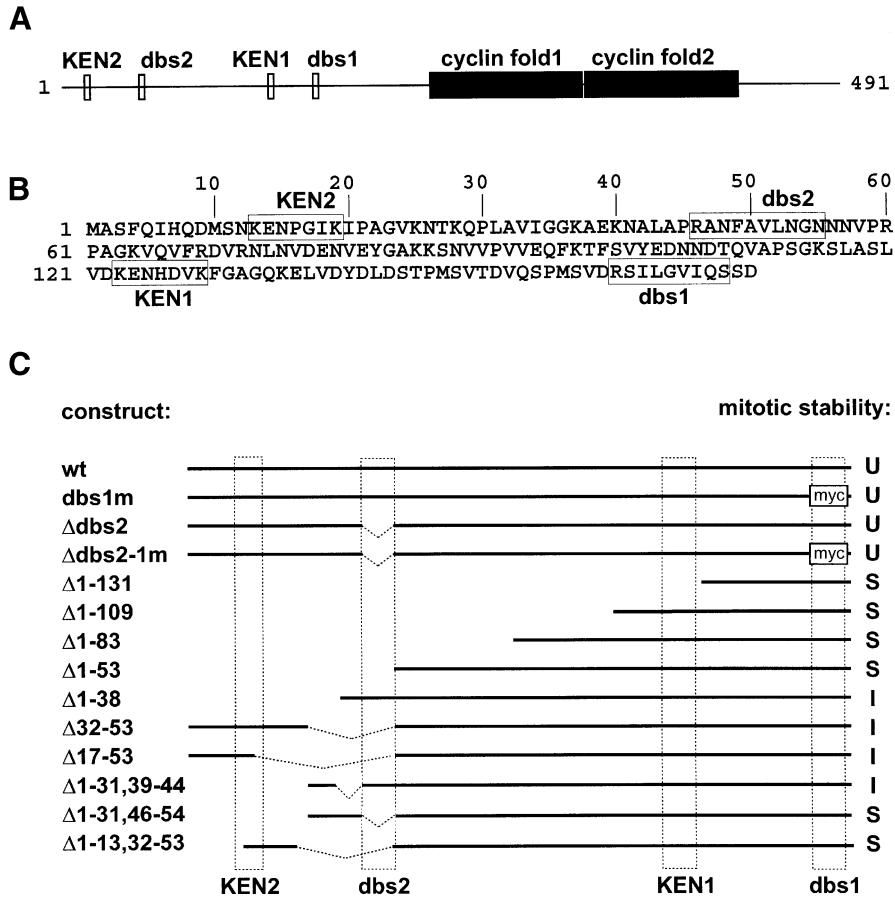 A
KEN2 dbs2 KEN1 dbs1 cyclin fold1 cyclin fold2
1 491
B
10 20 30 40 50 60
KEN2 dbs2
1 MASFQIHQDMSNKENPGIKIPAGVKNTKQPLAVIGGKAEKNALAPRANFAVLNGNNNVPR
61 PAGKVQVFRDVRNLNVDENVEYGAKKSNVVPVVEQFKTFSVYEDNNDTQVAPSGKSLASL
121 VDKENHDVKFGAGQKELVDYDLDSTPMSVTDVQSPMSVDRSILGVIQSSD
KEN1 dbs1
C
construct: mitotic stability:
wt U
dbs1m myc U
Δdbs2 U
Δdbs2-1m myc U
Δ1-131 S
Δ1-109 S
Δ1-83 S
Δ1-53 S
Δ1-38 I
Δ32-53 I
Δ17-53 I
Δ1-31,39-44 I
Δ1-31,46-54 S
Δ1-13,32-53 S
KEN2 dbs2 KEN1 dbs1